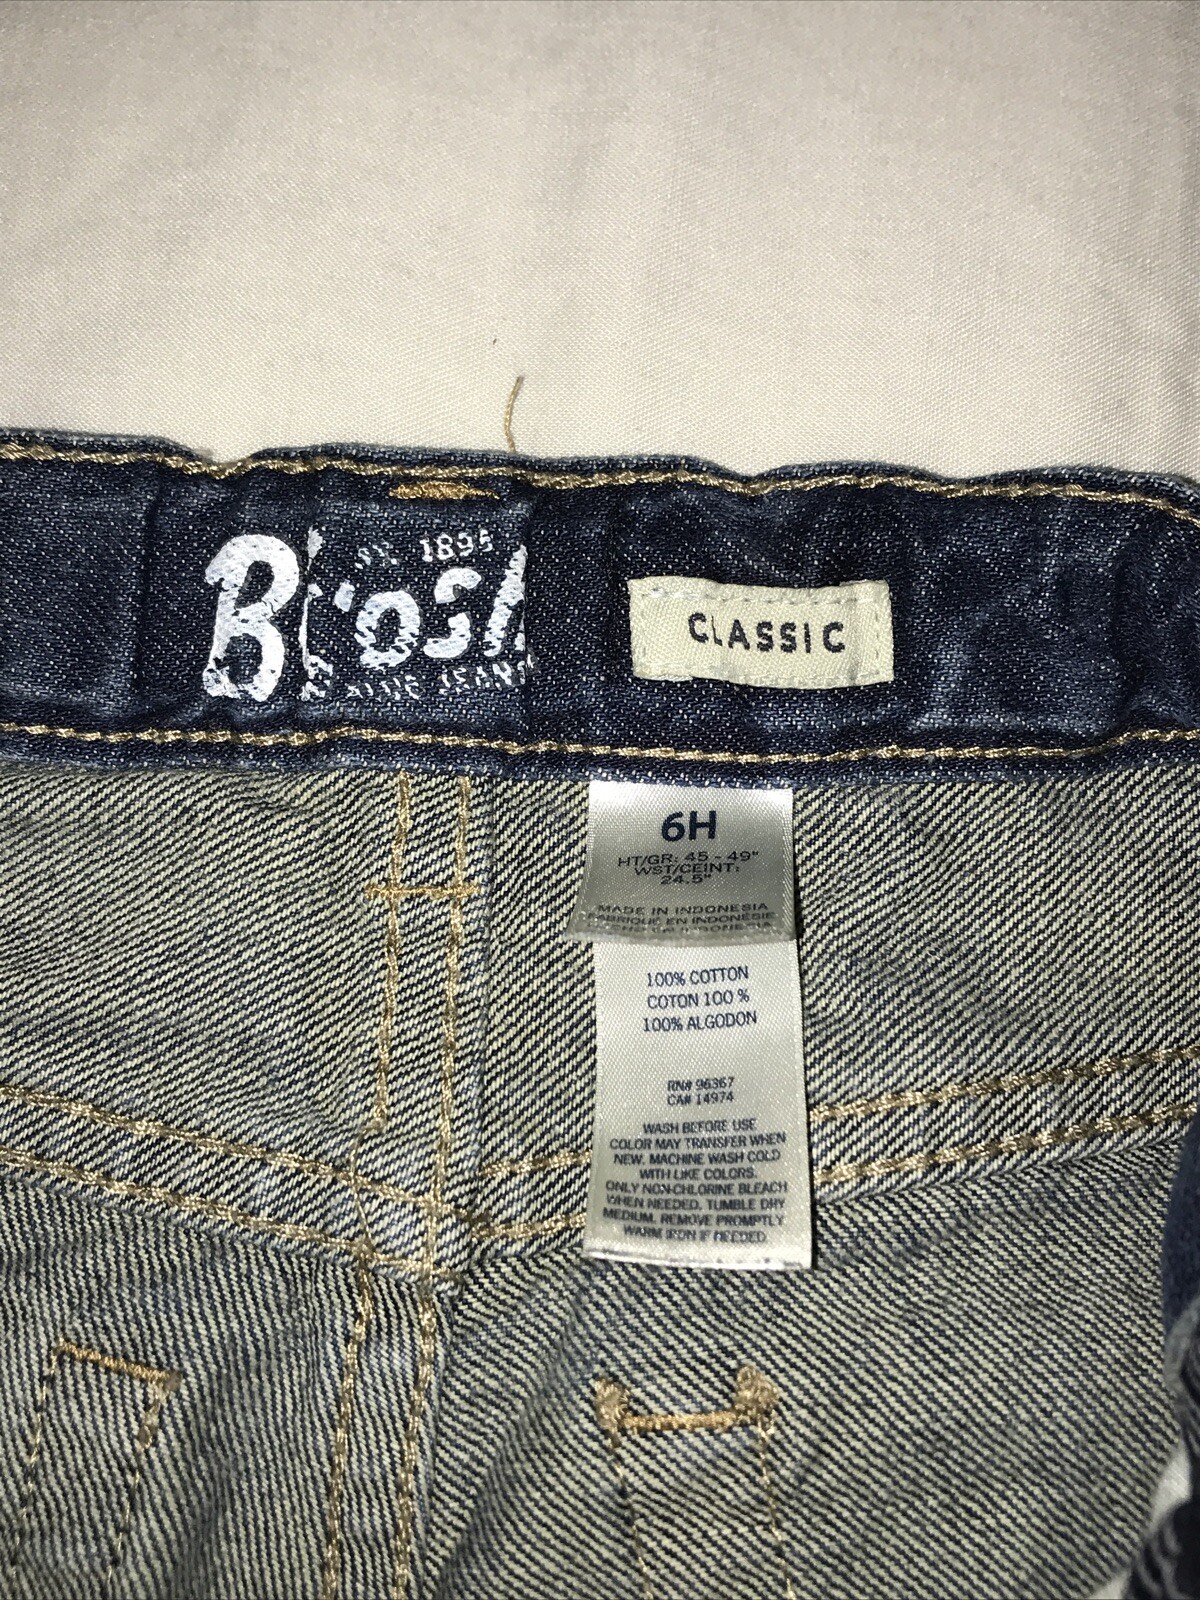 1895
B'osh
CLASSIC
6H
HT/GR: 45 - 49"
WST/CEINT:
24.5"
MADE IN INDONESIA
FABRIQUE EN INDONESIE
100% COTTON
COTON 100 %
100% ALGODON
RN# 96367
CA# 14974
WASH BEFORE USE
COLOR MAY TRANSFER WHEN
NEW. MACHINE WASH COLD
WITH LIKE COLORS.
ONLY NON-CHLORINE BLEACH
WHEN NEEDED. TUMBLE DRY
MEDIUM. REMOVE PROMPTLY
WARM IRON IF NEEDED.